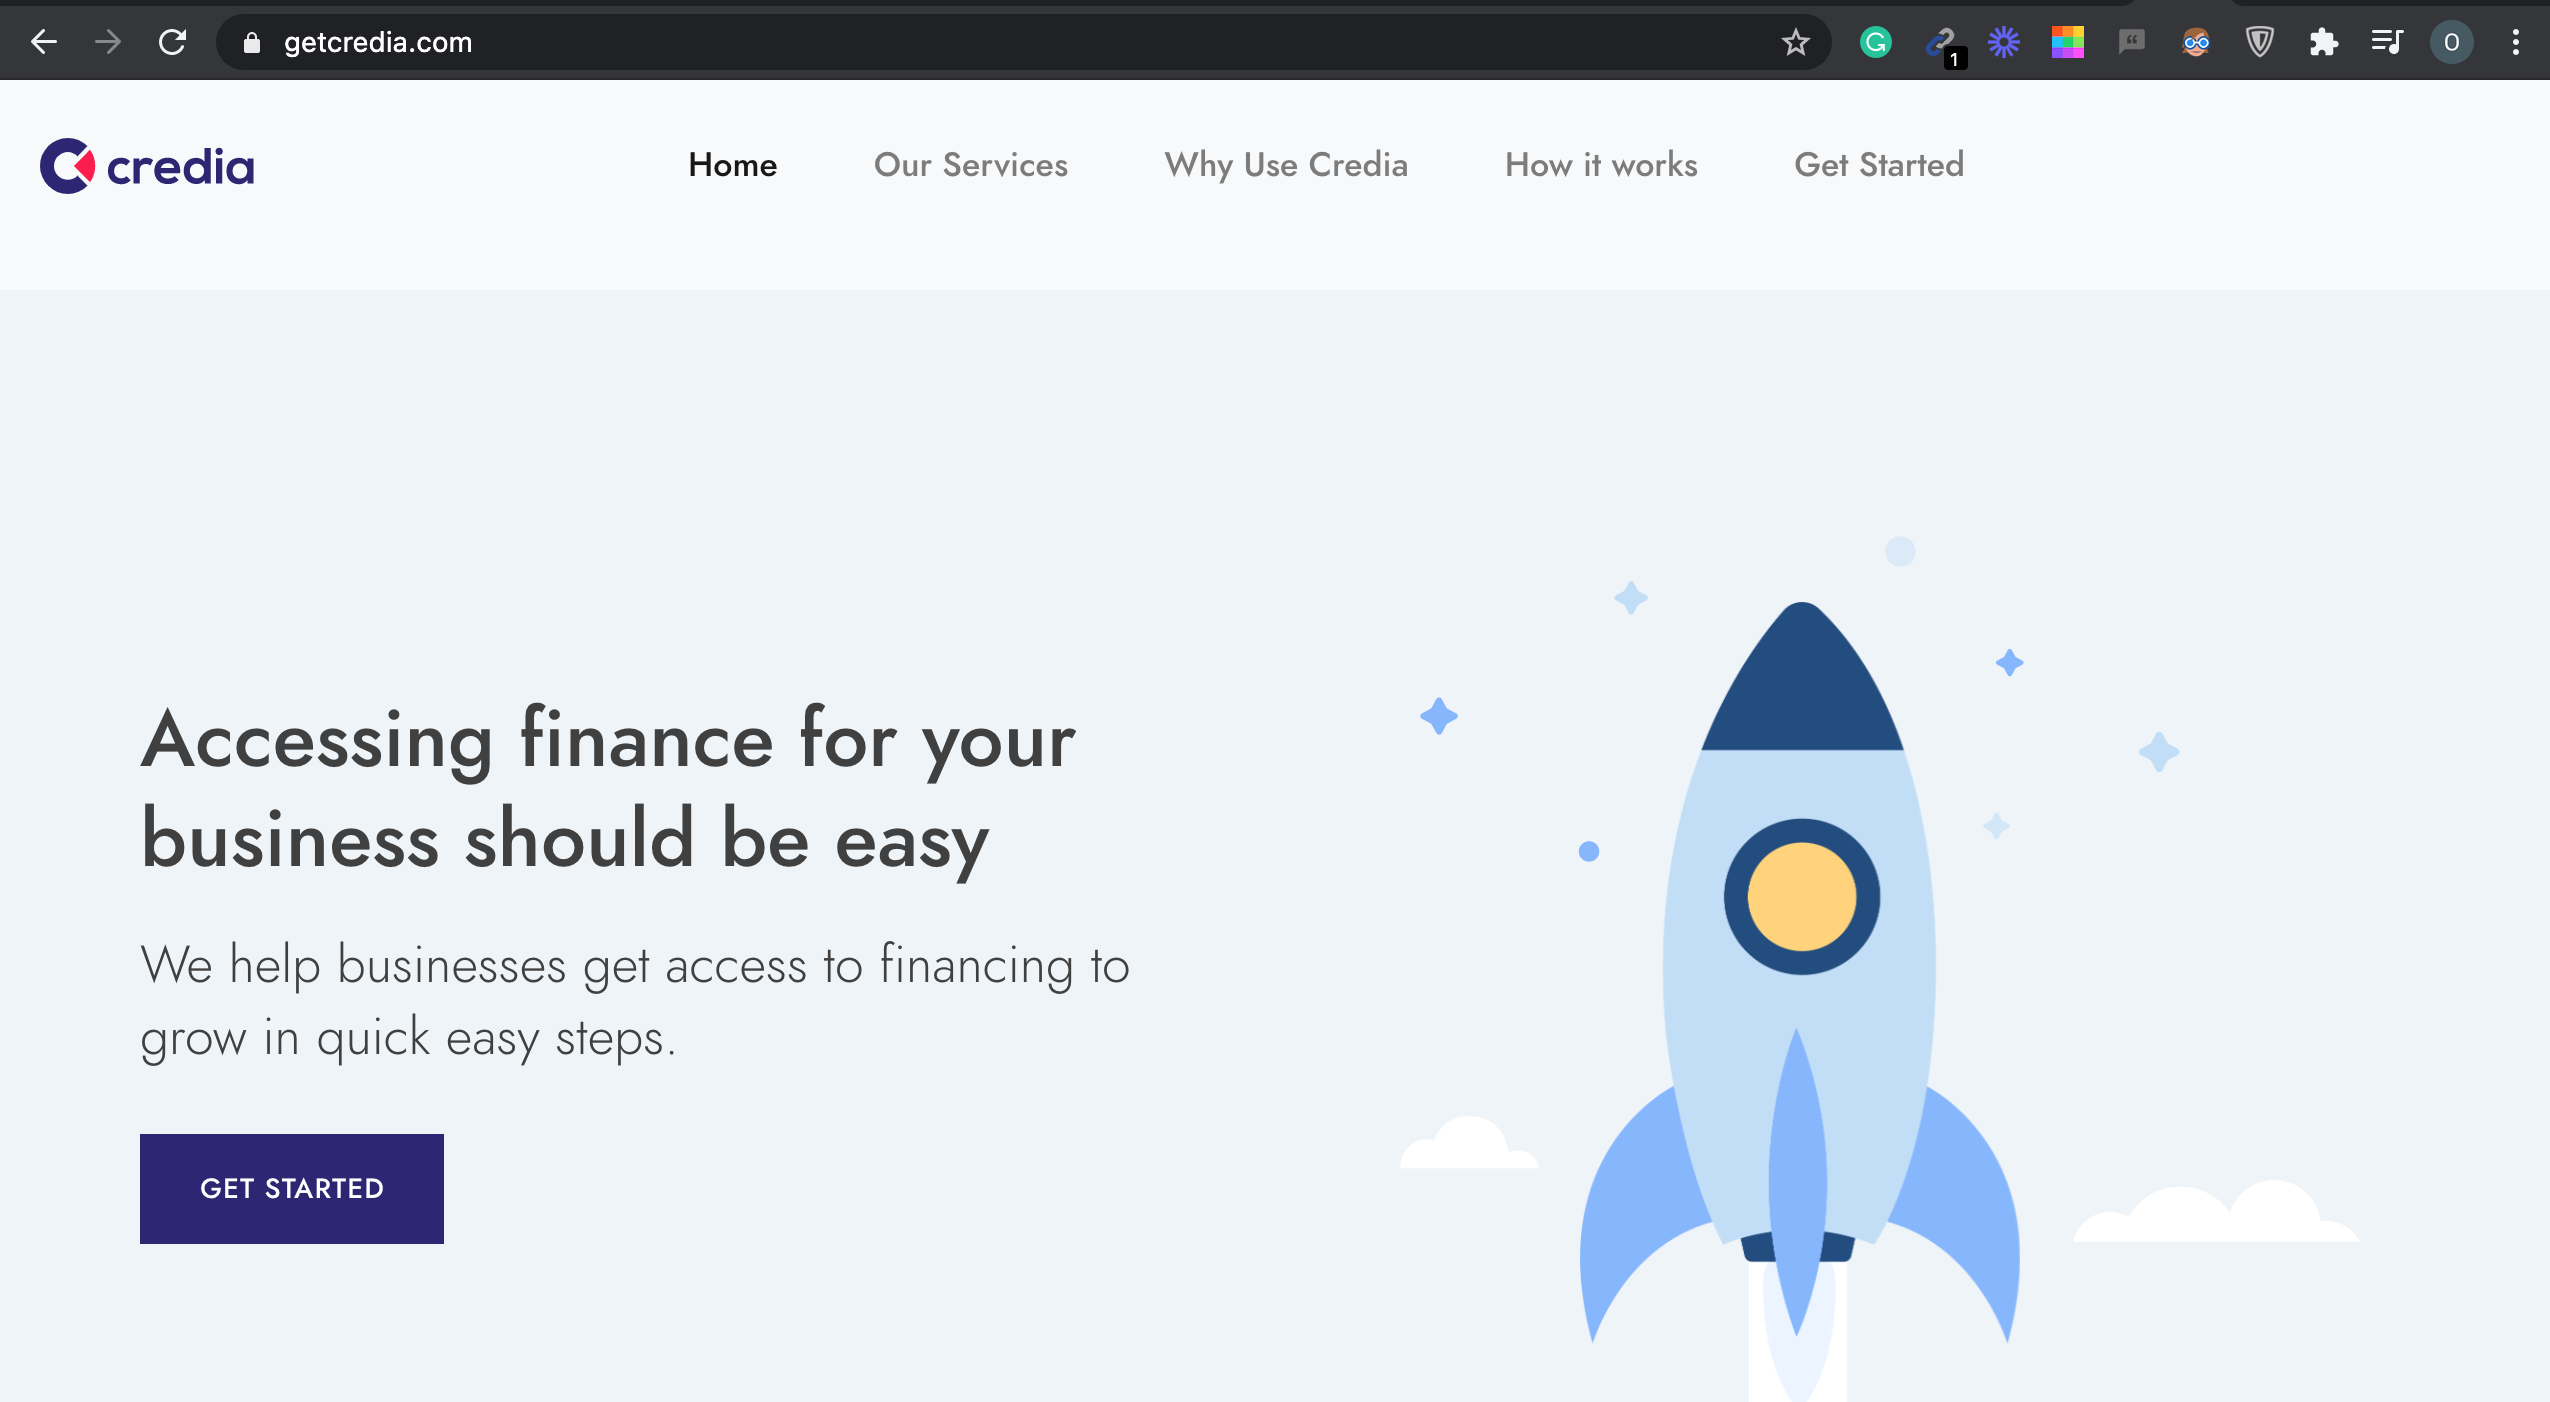 getcredia.com
1
O
credia
Home
Our Services
Why Use Credia
How it works
Get Started
Accessing finance for your
business should be easy
We help businesses get access to financing to
grow in quick easy steps.
GET STARTED